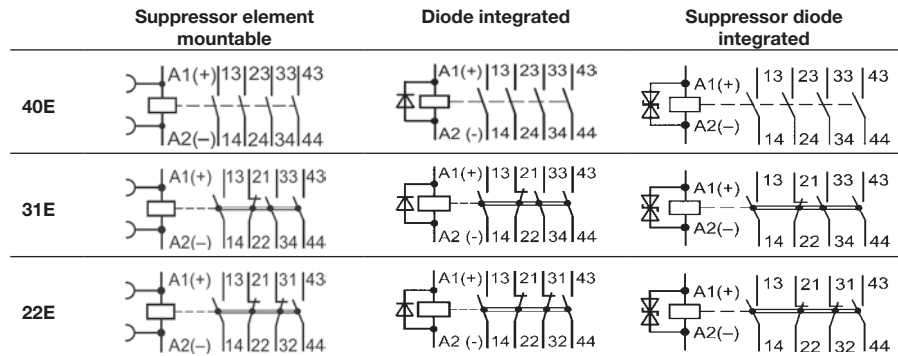 Suppressor element mountable Diode integrated Suppressor diode integrated
40E
A1(+) 13 23 33 43 A1(+) 13 23 33 43 A1(+) 13 23 33 43
A2(–) 14 24 34 44 A2 (-) 14 24 34 44 A2(–) 14 24 34 44
31E
A1(+) 13 21 33 43 A1(+) 13 21 33 43 A1(+) 13 21 33 43
A2(–) 14 22 34 44 A2 (-) 14 22 34 44 A2(–) 14 22 34 44
22E
A1(+) 13 21 31 43 A1(+) 13 21 31 43 A1(+) 13 21 31 43
A2(–) 14 22 32 44 A2 (-) 14 22 32 44 A2(–) 14 22 32 44